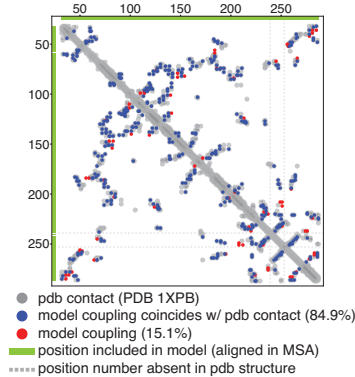 50 100 150 200 250
50
100
150
200
250
pdb contact (PDB 1XPB)
model coupling coincides w/ pdb contact (84.9%)
model coupling (15.1%)
position included in model (aligned in MSA)
position number absent in pdb structure